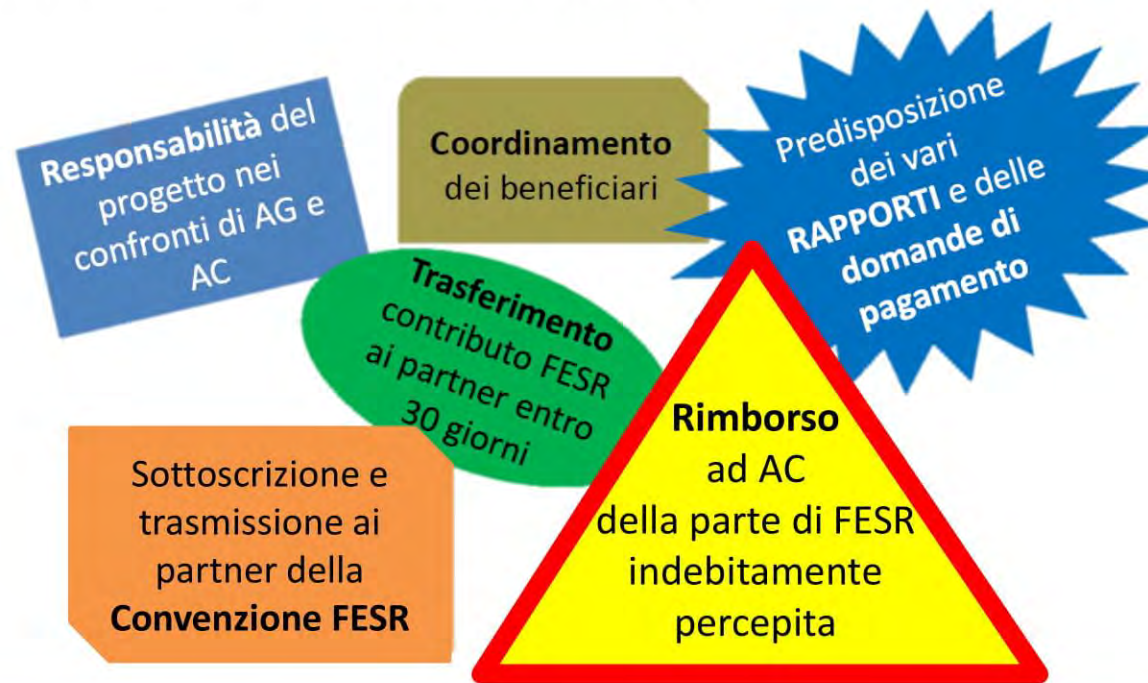 Responsabilità del
progetto nei
confronti di AG e
AC
Coordinamento
dei beneficiari
Predisposizione
dei vari
RAPPORTI e delle
domande di
pagamento
Trasferimento
contributo FESR
ai partner entro
30 giorni
Sottoscrizione e
trasmissione ai
partner della
Convenzione FESR
Rimborso
ad AC
della parte di FESR
indebitamente
percepita